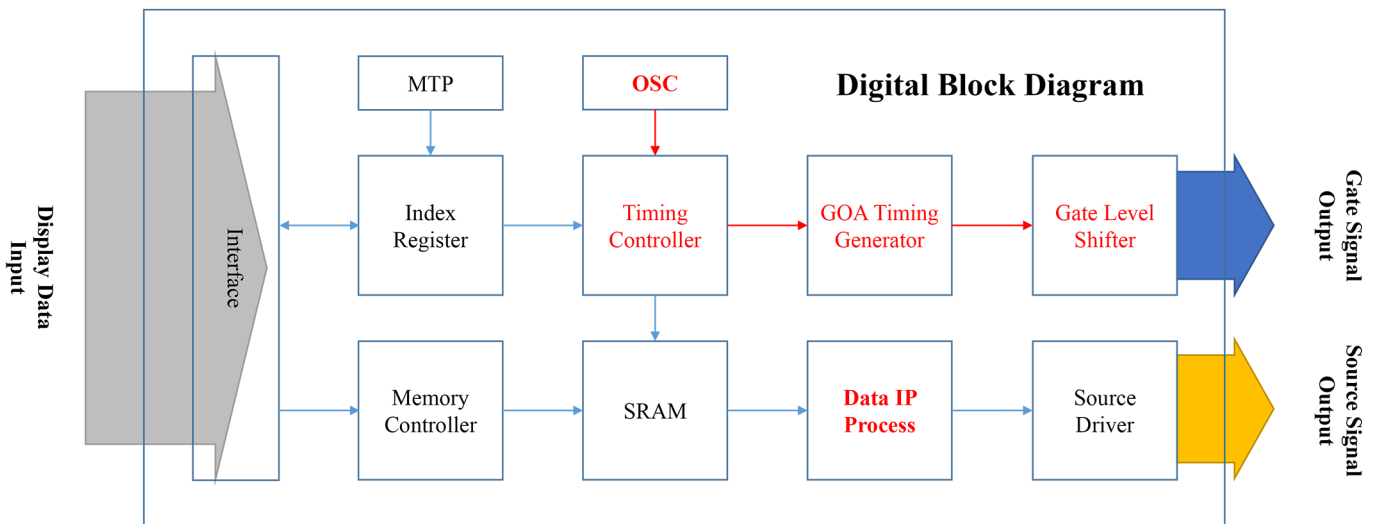 MTP
OSC
Digital Block Diagram
Display Data
Input
Interface
Index
Register
Timing
Controller
GOA Timing
Generator
Gate Level
Shifter
Gate Signal
Output
Memory
Controller
SRAM
Data IP
Process
Source
Driver
Source Signal
Output